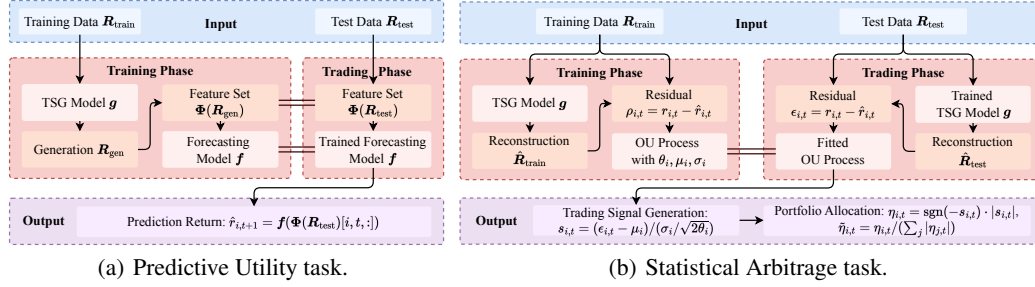 Training Data R_train
Test Data R_test
Input
Training Phase
Trading Phase
TSG Model g
Generation R_gen
Feature Set
Φ(R_gen)
Forecasting
Model f
Feature Set
Φ(R_test)
Trained Forecasting
Model f
Output
Prediction Return: r̂_{i,t+1} = f(Φ(R_test)[i, t, :])
(a) Predictive Utility task.
Training Data R_train
Test Data R_test
Input
Training Phase
Trading Phase
TSG Model g
Reconstruction
R̂_train
Residual
ρ_{i,t} = r_{i,t} − r̂_{i,t}
OU Process
with θ_i, μ_i, σ_i
Residual
ϵ_{i,t} = r_{i,t} − r̂_{i,t}
Fitted
OU Process
Trained
TSG Model g
Reconstruction
R̂_test
Output
Trading Signal Generation:
s_{i,t} = (ϵ_{i,t} − μ_i)/(σ_i/√2θ_i)
Portfolio Allocation: η_{i,t} = sgn(−s_{i,t}) · |s_{i,t}|,
η̃_{i,t} = η_{i,t}/(∑_j |η_{j,t}|)
(b) Statistical Arbitrage task.